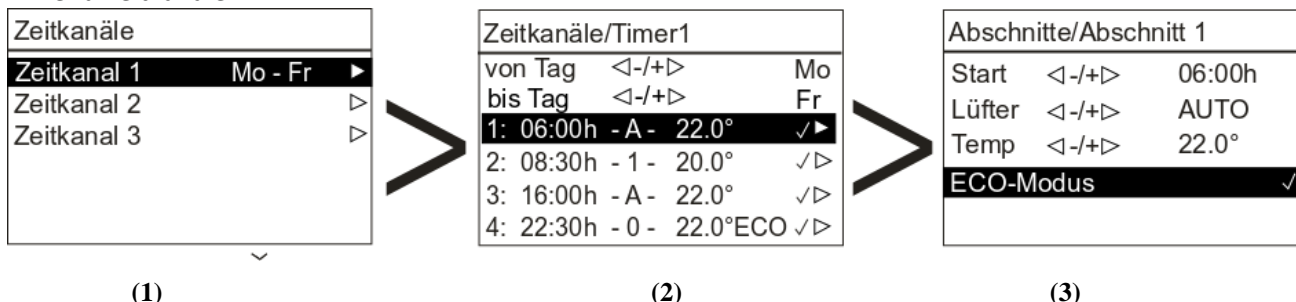 Zeitkanäle
Zeitkanal 1 Mo - Fr ▶
Zeitkanal 2 ▷
Zeitkanal 3 ▷
(1)
Zeitkanäle/Timer1
von Tag ◁-/+▷ Mo
bis Tag ◁-/+▷ Fr
1: 06:00h - A - 22.0° ✓▶
2: 08:30h - 1 - 20.0° ✓▷
3: 16:00h - A - 22.0° ✓▷
4: 22:30h - 0 - 22.0°ECO ✓▷
(2)
Abschnitte/Abschnitt 1
Start ◁-/+▷ 06:00h
Lüfter ◁-/+▷ AUTO
Temp ◁-/+▷ 22.0°
ECO-Modus ✓
(3)